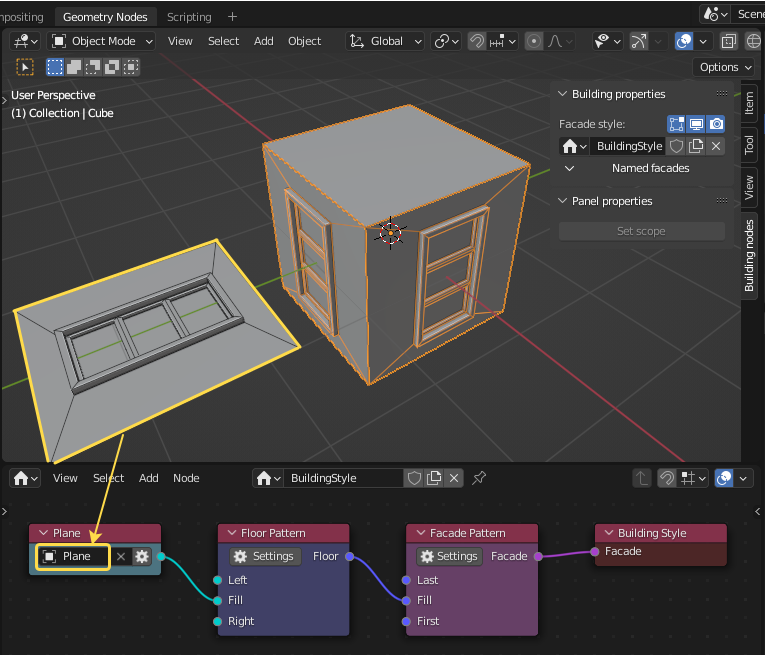 mpositing Geometry Nodes Scripting + Scene
Object Mode View Select Add Object Global
Options
User Perspective
(1) Collection | Cube
Building properties
Facade style:
BuildingStyle
Named facades
Panel properties
Set scope
Item
Tool
View
Building nodes
View Select Add Node BuildingStyle
Plane
Plane
Floor Pattern
Settings Floor
Left
Fill
Right
Facade Pattern
Settings Facade
Last
Fill
First
Building Style
Facade